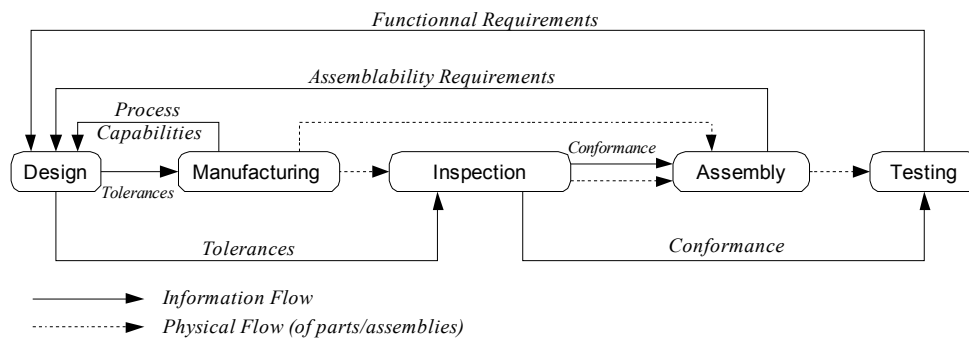 Functionnal Requirements
Assemblability Requirements
Process
Capabilities
Conformance
Design
Manufacturing
Inspection
Assembly
Testing
Tolerances
Tolerances
Conformance
Information Flow
Physical Flow (of parts/assemblies)